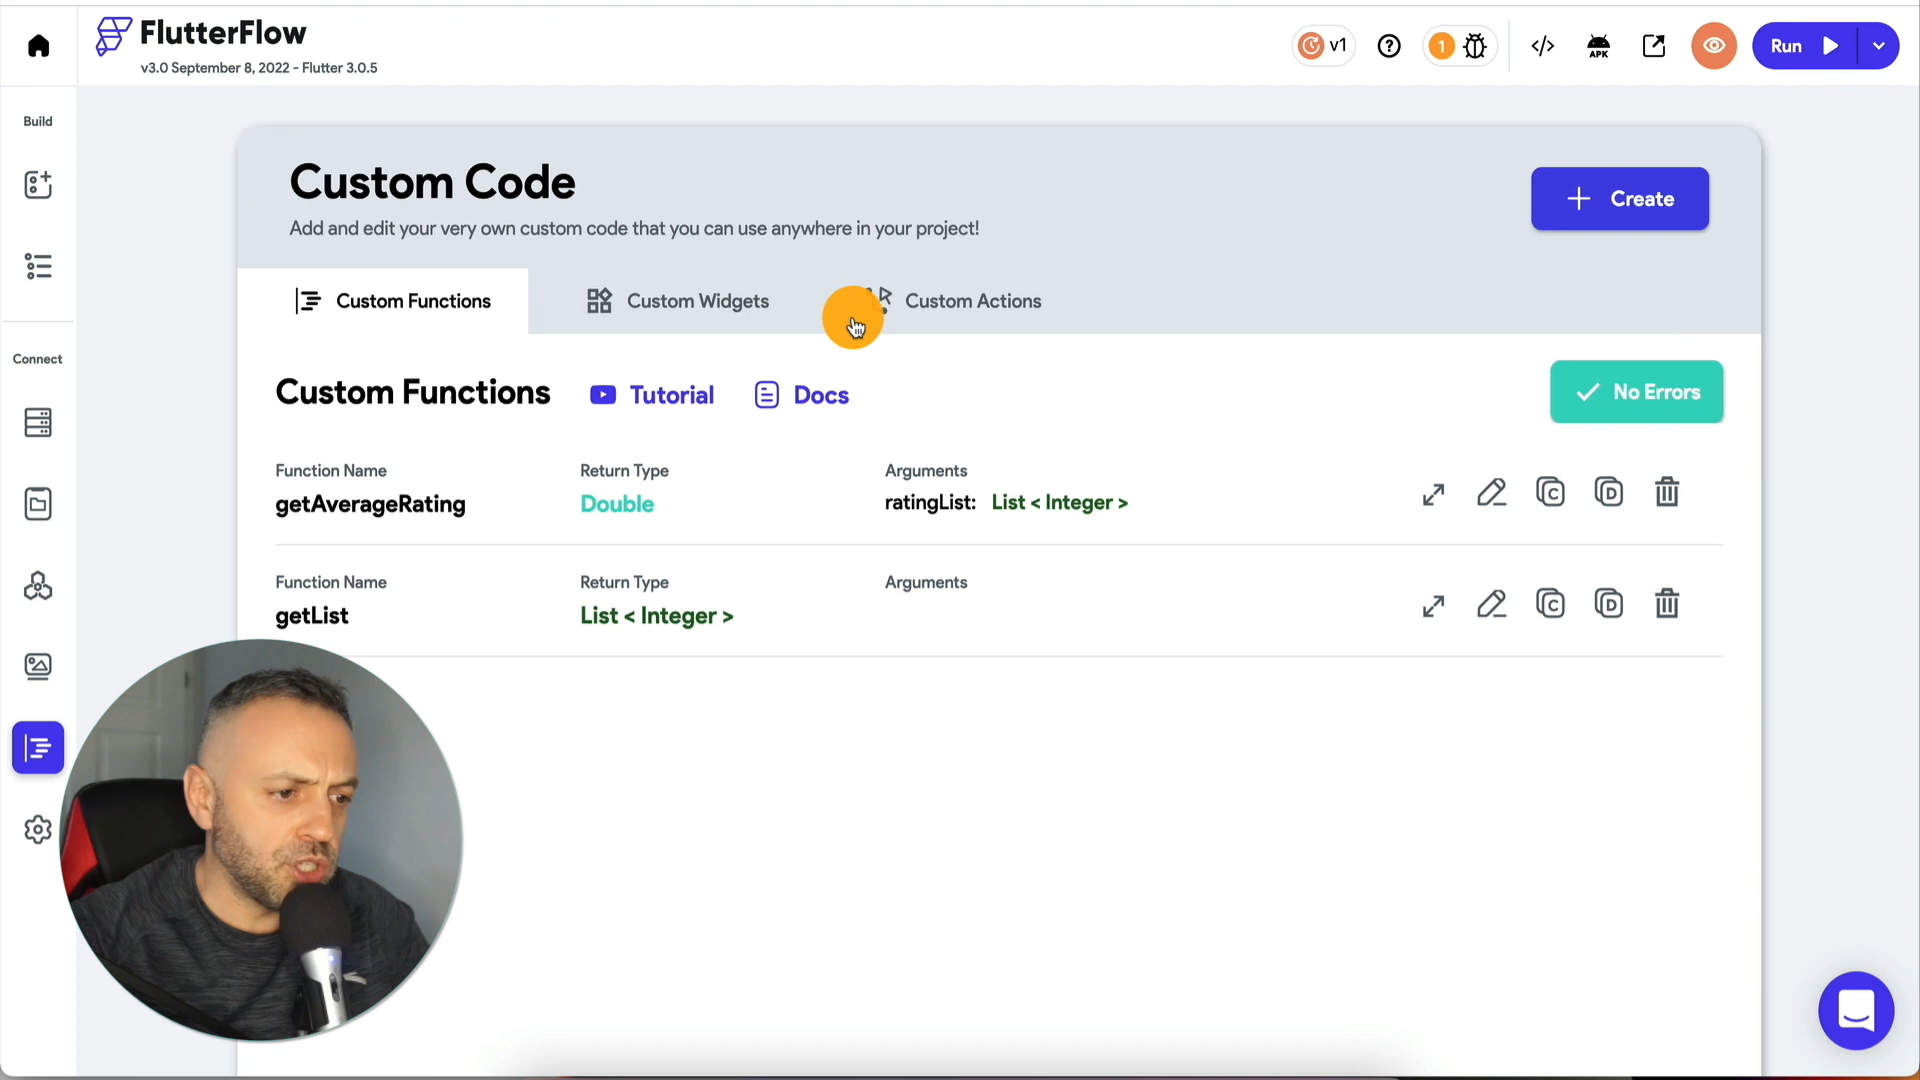 FlutterFlow
v3.0 September 8, 2022 - Flutter 3.0.5
v1
1
APK
Run
Build
Connect
Custom Code
Add and edit your very own custom code that you can use anywhere in your project!
Create
Custom Functions
Custom Widgets
Custom Actions
Custom Functions
Tutorial
Docs
No Errors
Function Name
Return Type
Arguments
getAverageRating
Double
ratingList: List < Integer >
C
D
Function Name
Return Type
Arguments
getList
List < Integer >
C
D